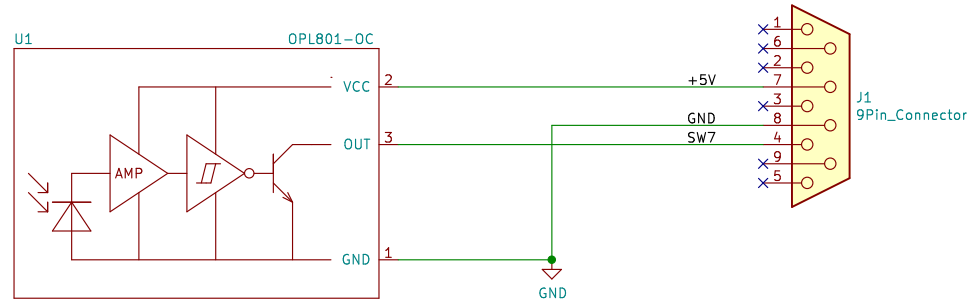 U1
OPL801-OC
VCC
2
+5V
OUT
3
GND
SW7
AMP
GND
1
GND
1
6
2
7
3
8
4
9
5
J1
9Pin_Connector